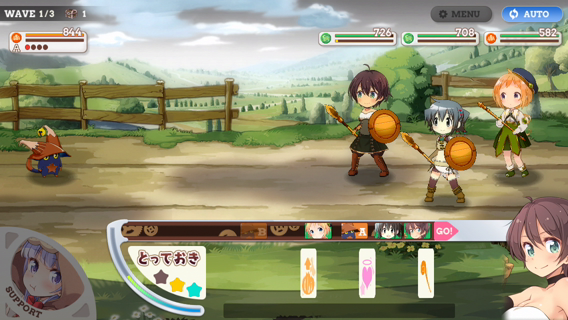 WAVE 1/3 1
MENU
AUTO
844
A
726
708
582
B
A
GO!
とっておき
SUPPORT